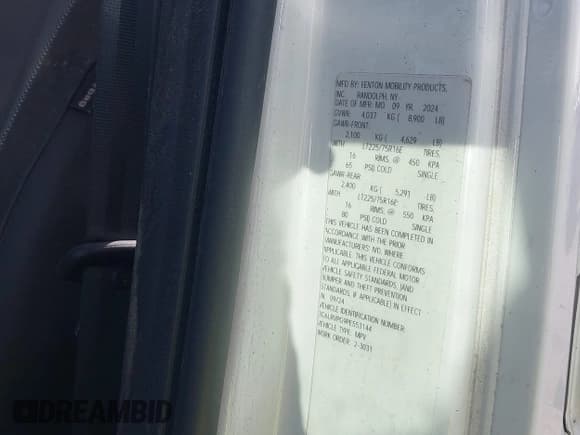 MFD BY: FENTON MOBILITY PRODUCTS,
INC. RANDOLPH, NY
DATE OF MFR: MO 09 YR. 2024
GVWR: 4,037 KG ( 8,900 LB)
GAWR-FRONT:
2,100 KG ( 4,629 LB)
WITH LT225/75R16E TIRES,
16 RIMS, @ 450 KPA
65 PSI) COLD SINGLE
GAWR-REAR
2,400 KG ( 5,291 LB)
WITH LT225/75R16E TIRES,
16 RIMS, @ 550 KPA
80 PSI) COLD SINGLE
THIS VEHICLE HAS BEEN COMPLETED IN
ACCORDANCE WITH THE PRIOR
MANUFACTURERS' IVD, WHERE
APPLICABLE. THIS VEHICLE CONFORMS
TO ALL APPLICABLE FEDERAL MOTOR
VEHICLE SAFETY STANDARDS, [AND
BUMPER AND THEFT PREVENTION
STANDARDS, IF APPLICABLE] IN EFFECT
IN 09/24
VEHICLE IDENTIFICATION NUMBER:
VEHICLE TYPE: MPV
WORK ORDER: 2-3031
DREAMBID